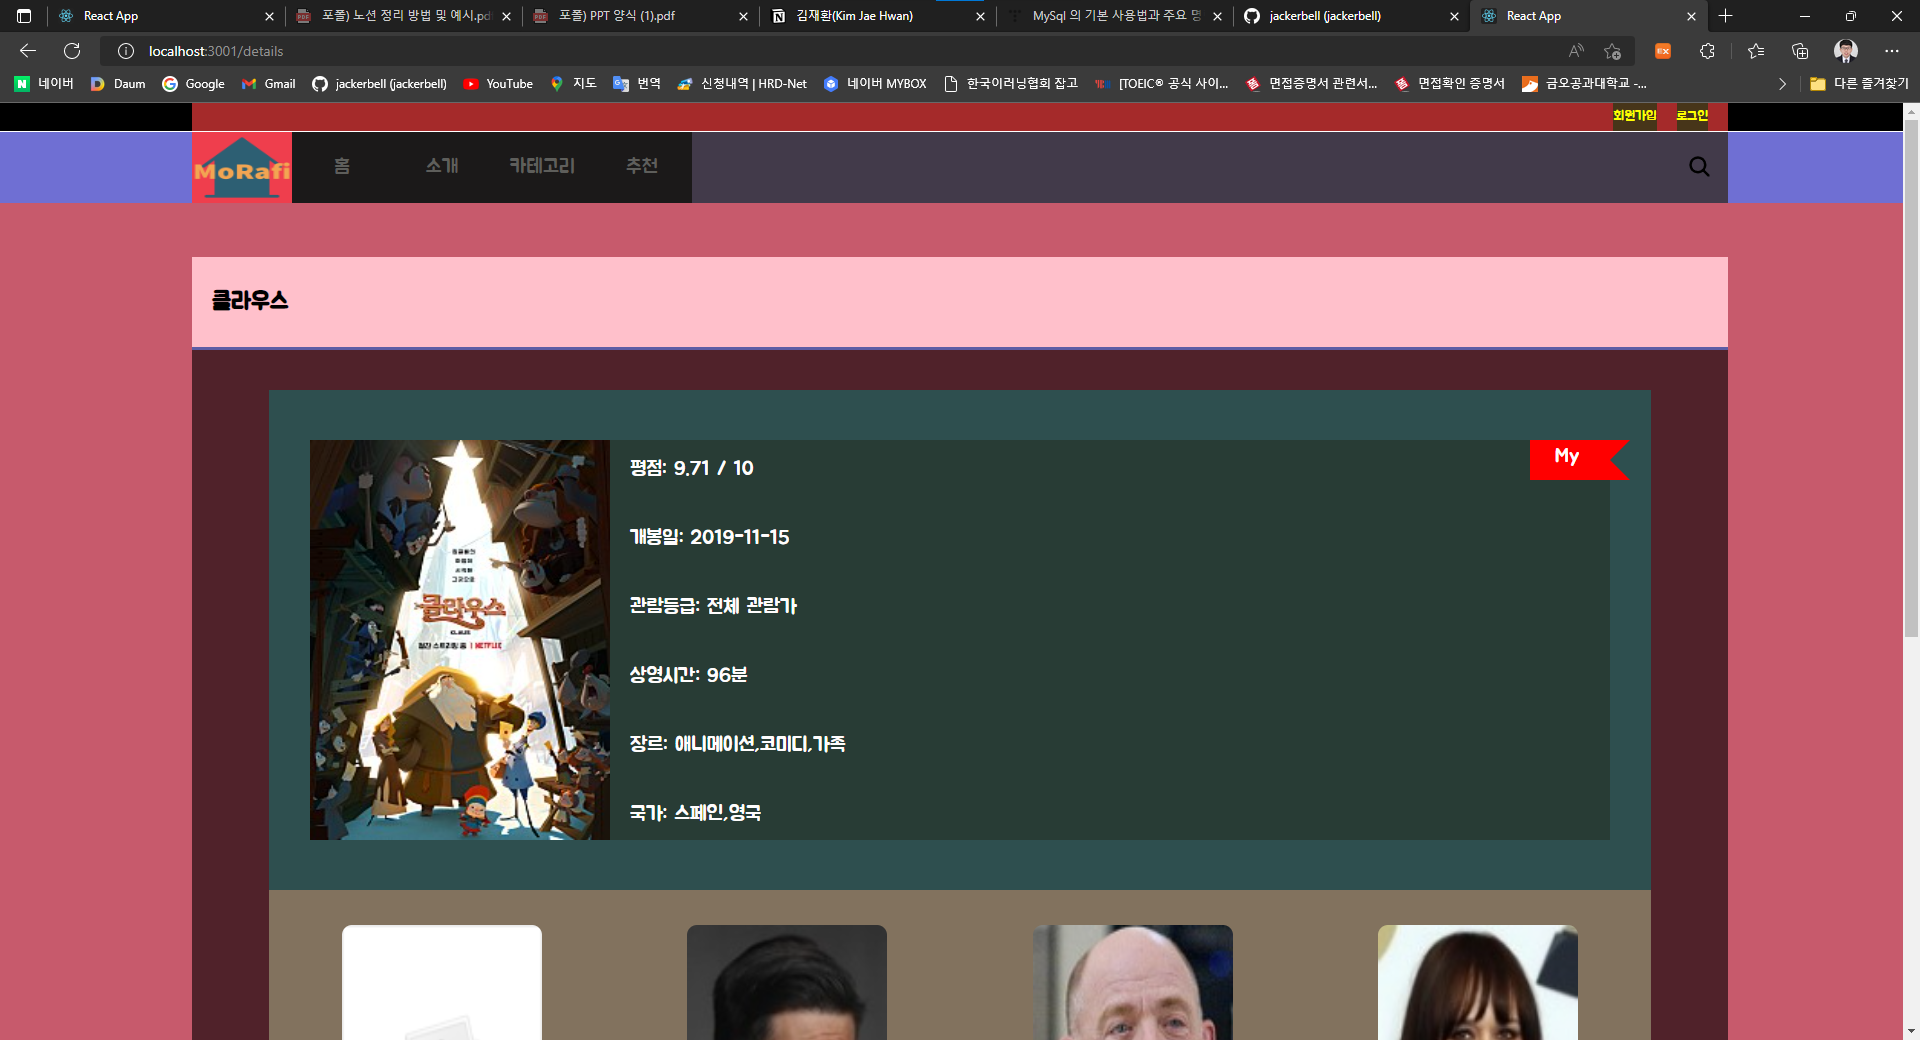 React App
포폴) 노션 정리 방법 및 예시.pd
포폴) PPT 양식 (1).pdf
김재환(Kim Jae Hwan)
MySql 의 기본 사용법과 주요 명
jackerbell (jackerbell)
React App
localhost:3001/details
네이버
Daum
Google
Gmail
jackerbell (jackerbell)
YouTube
지도
번역
신청내역 | HRD-Net
네이버 MYBOX
한국이러닝협회 잡고
[TOEIC® 공식 사이...
면접증명서 관련서...
면접확인 증명서
금오공과대학교 -...
다른 즐겨찾기
회원가입
로그인
MoRafi
홈
소개
카테고리
추천
클라우스
평점: 9.71 / 10
My
개봉일: 2019-11-15
관람등급: 전체 관람가
상영시간: 96분
장르: 애니메이션,코미디,가족
국가: 스페인,영국
클라우스
KLAUS
NETFLIX